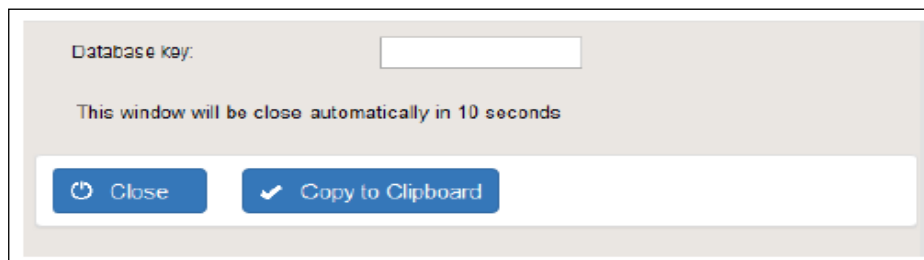 Database key:
This window will be close automatically in 10 seconds
Close
Copy to Clipboard